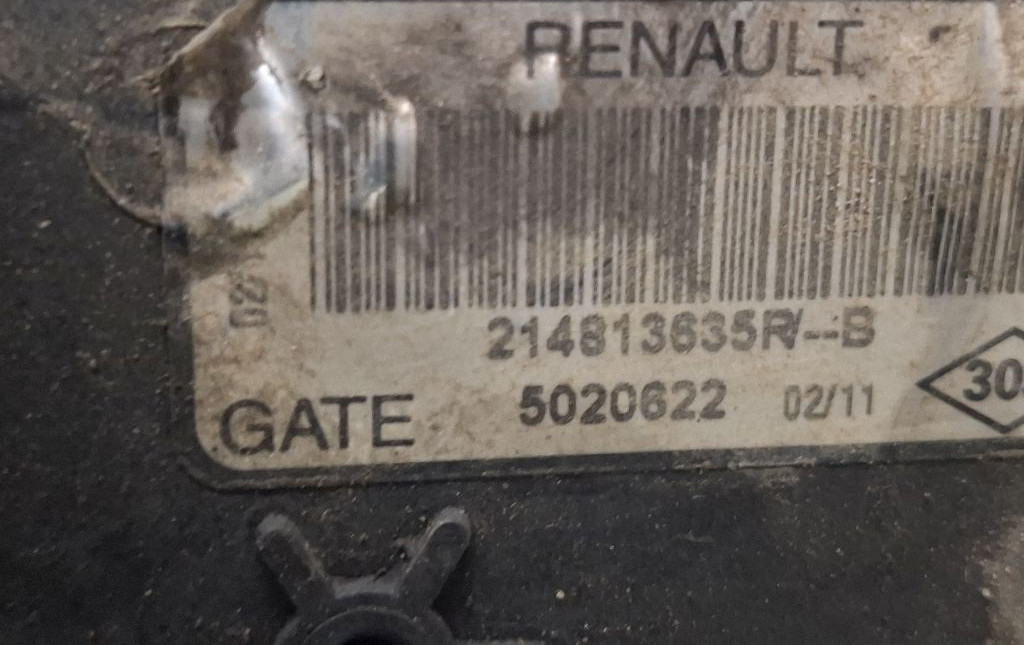 RENAULT
214813635R/--B
GATE 5020622 02/11